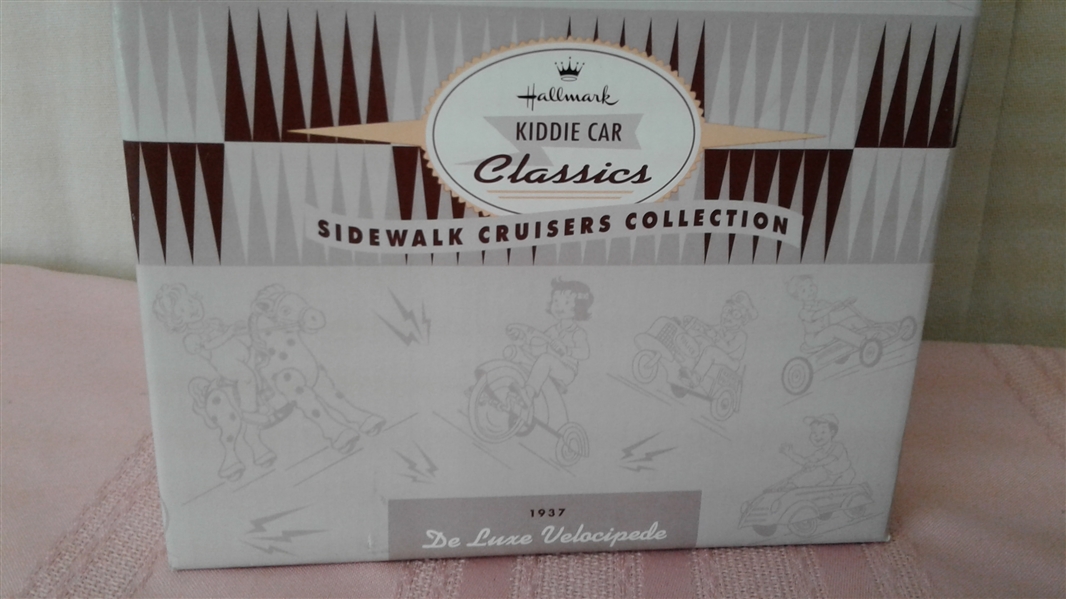 Hallmark
KIDDIE CAR
Classics
SIDEWALK CRUISERS COLLECTION
1937
De Luxe Velocipede